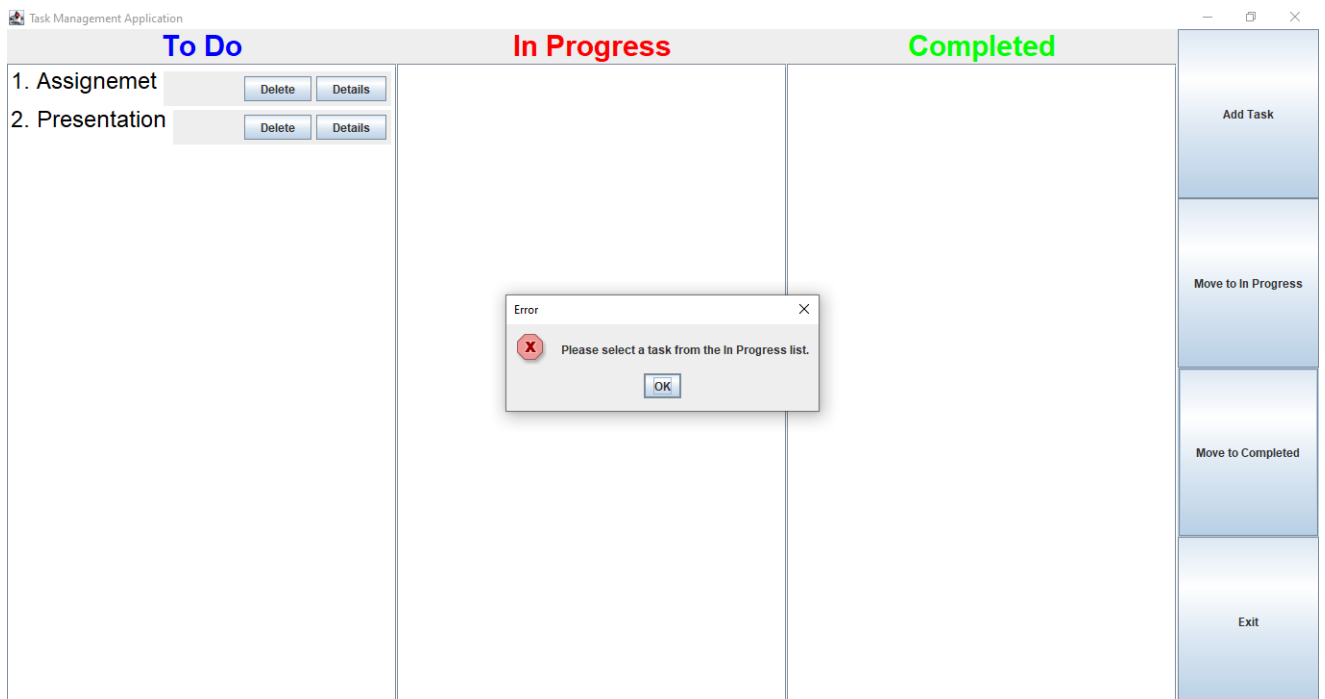 Task Management Application
To Do
In Progress
Completed
1. Assignemet
Delete
Details
2. Presentation
Delete
Details
Error
X
Please select a task from the In Progress list.
OK
Add Task
Move to In Progress
Move to Completed
Exit